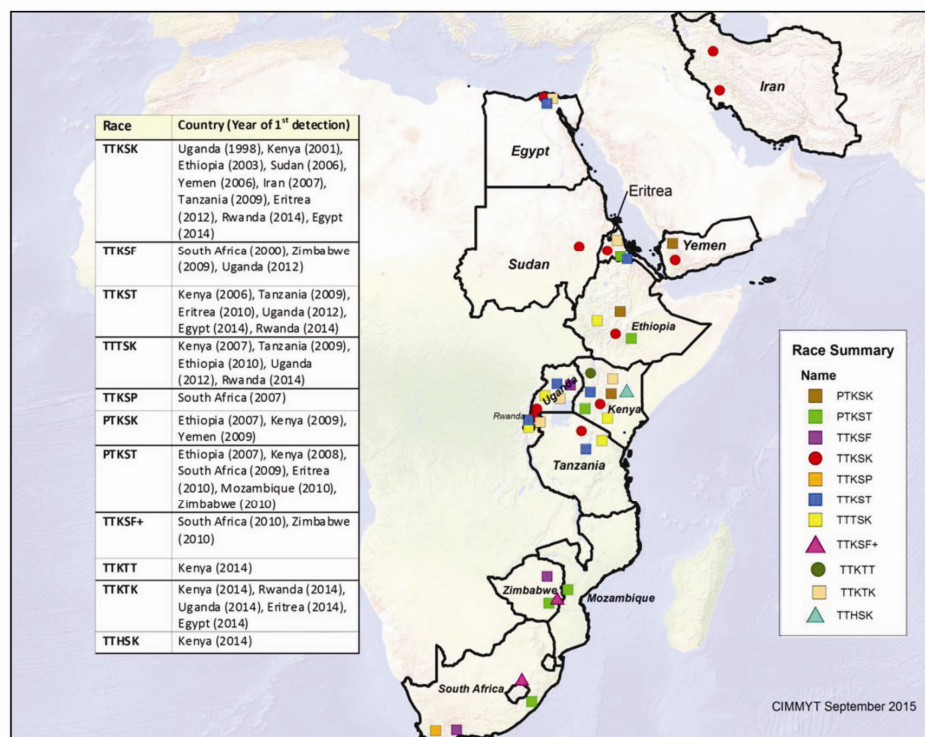 Race
Country (Year of 1st detection)
TTKSK
Uganda (1998), Kenya (2001),
Ethiopia (2003), Sudan (2006),
Yemen (2006), Iran (2007),
Tanzania (2009), Eritrea
(2012), Rwanda (2014), Egypt
(2014)
TTKSF
South Africa (2000), Zimbabwe
(2009), Uganda (2012)
TTKST
Kenya (2006), Tanzania (2009),
Eritrea (2010), Uganda (2012),
Egypt (2014), Rwanda (2014)
TTTSK
Kenya (2007), Tanzania (2009),
Ethiopia (2010), Uganda
(2012), Rwanda (2014)
TTKSP
South Africa (2007)
PTKSK
Ethiopia (2007), Kenya (2009),
Yemen (2009)
PTKST
Ethiopia (2007), Kenya (2008),
South Africa (2009), Eritrea
(2010), Mozambique (2010),
Zimbabwe (2010)
TTKSF+
South Africa (2010), Zimbabwe
(2010)
TTKTT
Kenya (2014)
TTKTK
Kenya (2014), Rwanda (2014),
Uganda (2014), Eritrea (2014),
Egypt (2014)
TTHSK
Kenya (2014)
Iran
Egypt
Eritrea
Yemen
Sudan
Ethiopia
Uganda
Kenya
Rwanda
Tanzania
Zimbabwe
Mozambique
South Africa
Race Summary
Name
PTKSK
PTKST
TTKSF
TTKSK
TTKSP
TTKST
TTTSK
TTKSF+
TTKTT
TTKTK
TTHSK
CIMMYT September 2015